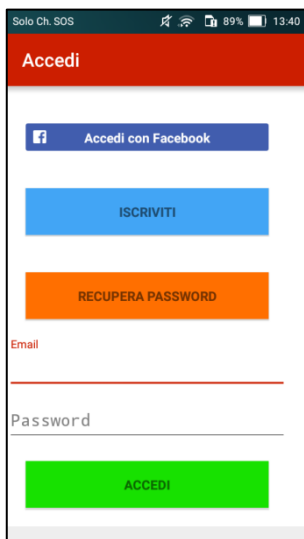 Solo Ch. SOS 89% 13:40
Accedi
Accedi con Facebook
ISCRIVITI
RECUPERA PASSWORD
Email
Password
ACCEDI